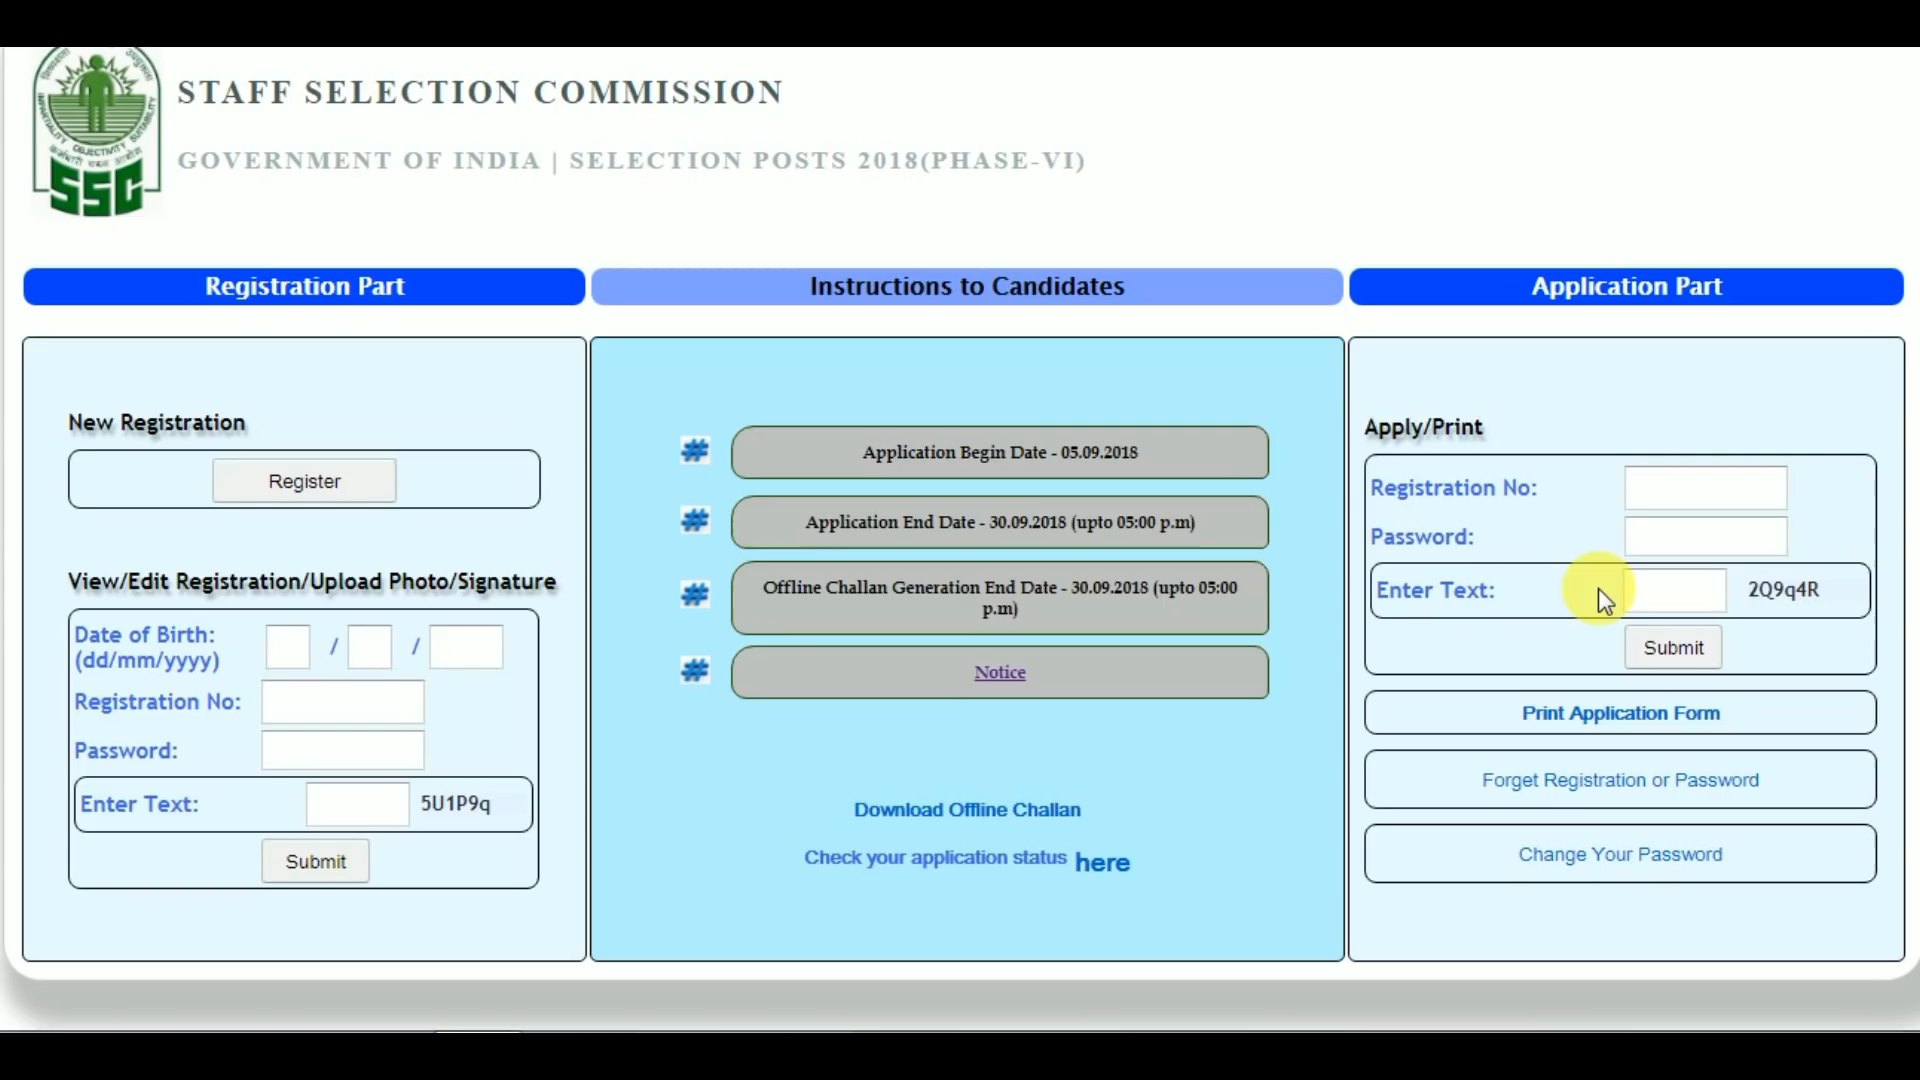 STAFF SELECTION COMMISSION
GOVERNMENT OF INDIA | SELECTION POSTS 2018(PHASE-VI)
OBJECTIVITY
SSC
Registration Part
Instructions to Candidates
Application Part
New Registration
Register
View/Edit Registration/Upload Photo/Signature
Date of Birth:
(dd/mm/yyyy)
/ /
Registration No:
Password:
Enter Text:
5U1P9q
Submit
# Application Begin Date - 05.09.2018
# Application End Date - 30.09.2018 (upto 05:00 p.m)
# Offline Challan Generation End Date - 30.09.2018 (upto 05:00
p.m)
# Notice
Download Offline Challan
Check your application status here
Apply/Print
Registration No:
Password:
Enter Text:
2Q9q4R
Submit
Print Application Form
Forget Registration or Password
Change Your Password